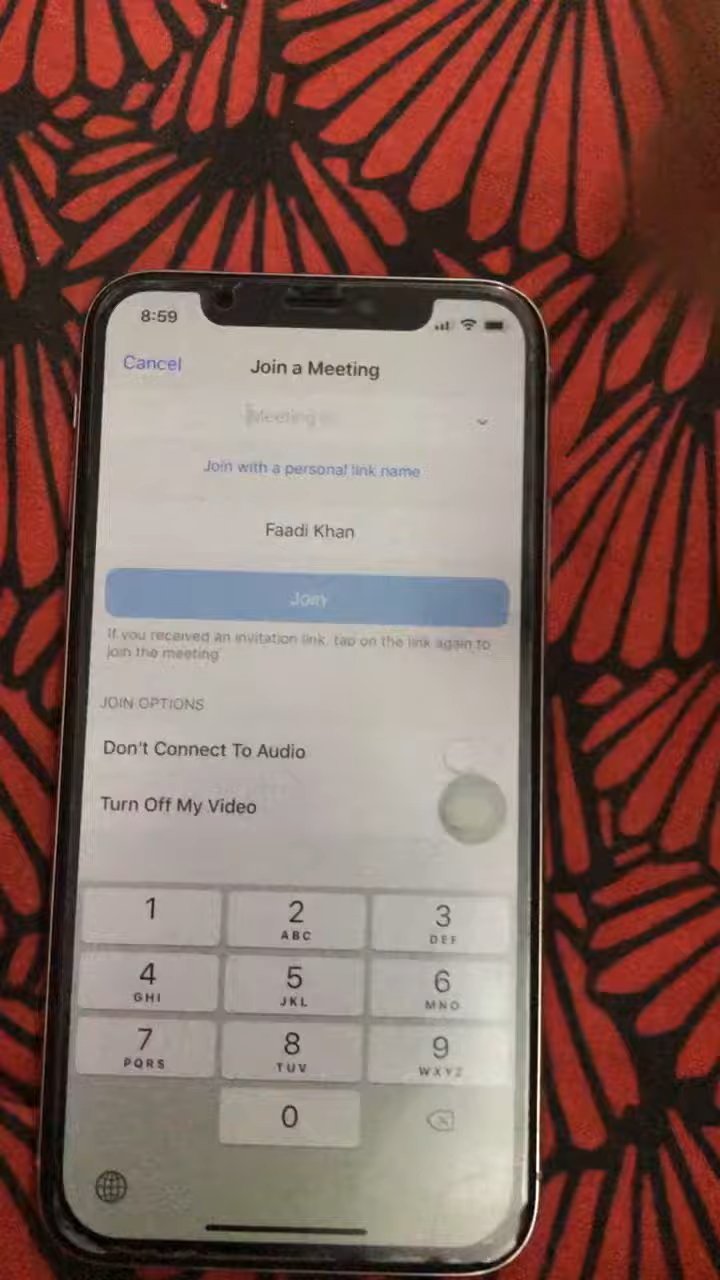 8:59
Cancel
Join a Meeting
Meeting ID
Join with a personal link name
Faadi Khan
Join
If you received an invitation link, tap on the link again to
join the meeting
JOIN OPTIONS
Don't Connect To Audio
Turn Off My Video
1
2
ABC
3
DEF
4
GHI
5
JKL
6
MNO
7
PQRS
8
TUV
9
WXYZ
0